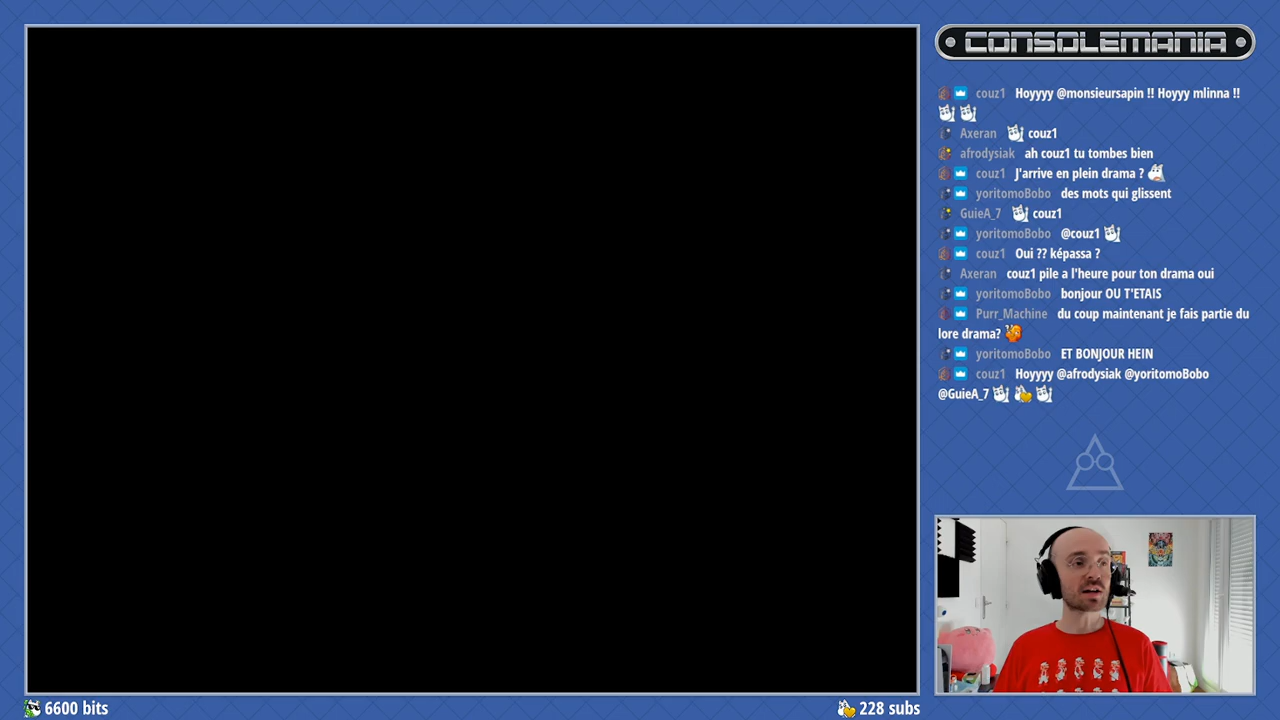 CONSOLEMANIA
couz1 Hoyyyy @monsieursapin !! Hoyyy mlinna !!
Axeran couz1
afrodysiak ah couz1 tu tombes bien
couz1 J'arrive en plein drama ?
yoritomoBobo des mots qui glissent
GuieA_7 couz1
yoritomoBobo @couz1
couz1 Oui ?? képassa ?
Axeran couz1 pile a l'heure pour ton drama oui
yoritomoBobo bonjour OU T'ETAIS
Purr_Machine du coup maintenant je fais partie du
lore drama?
yoritomoBobo ET BONJOUR HEIN
couz1 Hoyyyy @afrodysiak @yoritomoBobo
@GuieA_7
6600 bits
228 subs